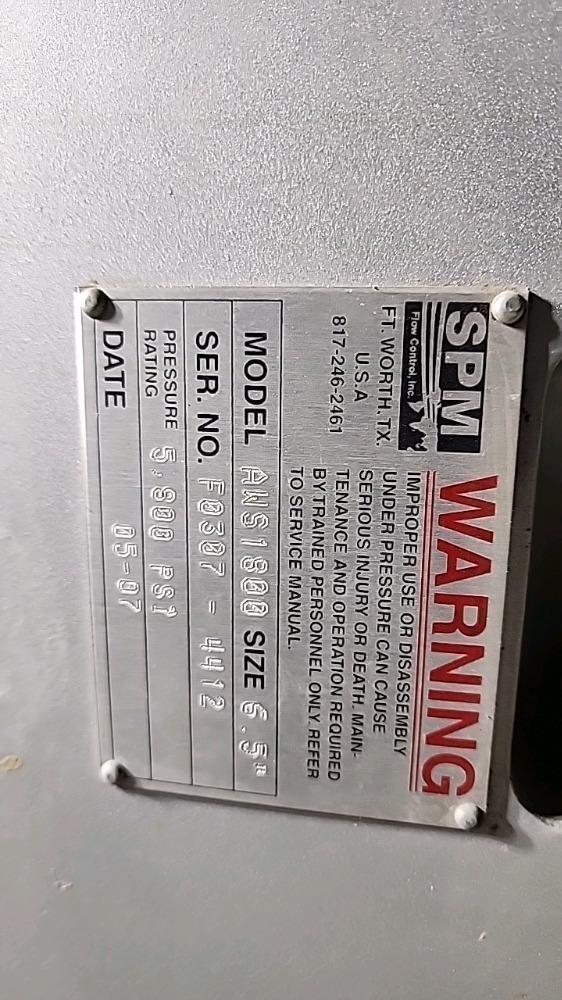 SPM
Flow Control, Inc.
FT. WORTH, TX.
U.S.A
817-246-2461
WARNING
IMPROPER USE OR DISASSEMBLY
UNDER PRESSURE CAN CAUSE
SERIOUS INJURY OR DEATH. MAIN-
TENANCE AND OPERATION REQUIRED
BY TRAINED PERSONNEL ONLY. REFER
TO SERVICE MANUAL.
MODEL AWS1800 SIZE 6.5"
SER. NO. F0307 - 4412
PRESSURE RATING 5,800 PSI
DATE 05-07